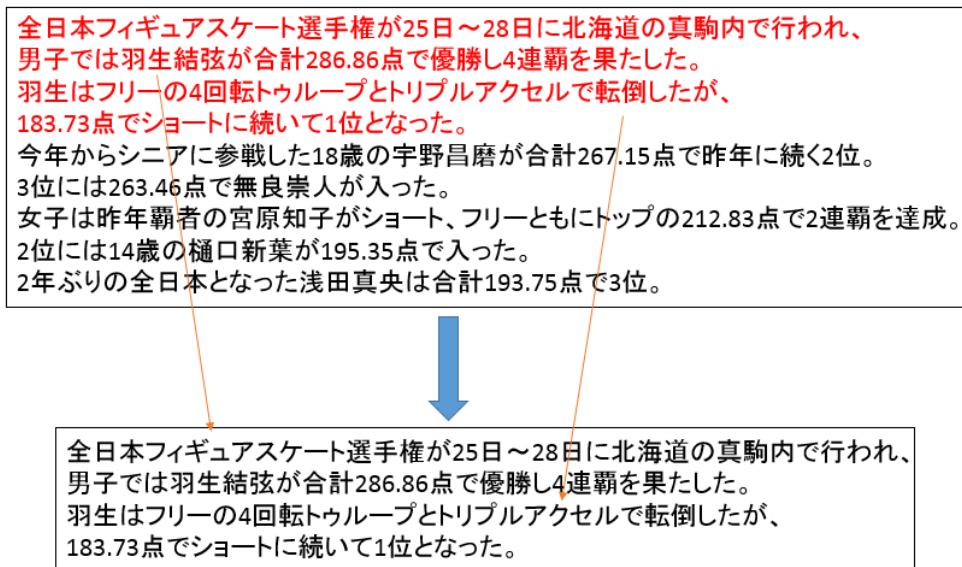 全日本フィギュアスケート選手権が25日～28日に北海道の真駒内で行われ、
男子では羽生結弦が合計286.86点で優勝し4連覇を果たした。
羽生はフリーの4回転トゥループとトリプルアクセルで転倒したが、
183.73点でショートに続いて1位となった。
今年からシニアに参戦した18歳の宇野昌磨が合計267.15点で昨年に続く2位。
3位には263.46点で無良崇人が入った。
女子は昨年覇者の宮原知子がショート、フリーともにトップの212.83点で2連覇を達成。
2位には14歳の樋口新葉が195.35点で入った。
2年ぶりの全日本となった浅田真央は合計193.75点で3位。
全日本フィギュアスケート選手権が25日～28日に北海道の真駒内で行われ、
男子では羽生結弦が合計286.86点で優勝し4連覇を果たした。
羽生はフリーの4回転トゥループとトリプルアクセルで転倒したが、
183.73点でショートに続いて1位となった。